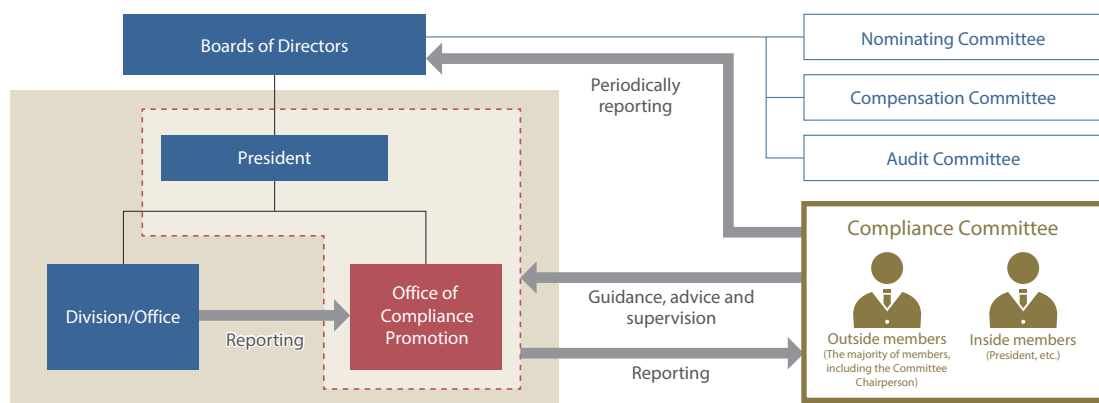 Boards of Directors
Nominating Committee
Periodically
reporting
Compensation Committee
President
Audit Committee
Compliance Committee
Division/Office
Reporting
Office of
Compliance
Promotion
Guidance, advice and
supervision
Reporting
Outside members
(The majority of members,
including the Committee
Chairperson)
Inside members
(President, etc.)